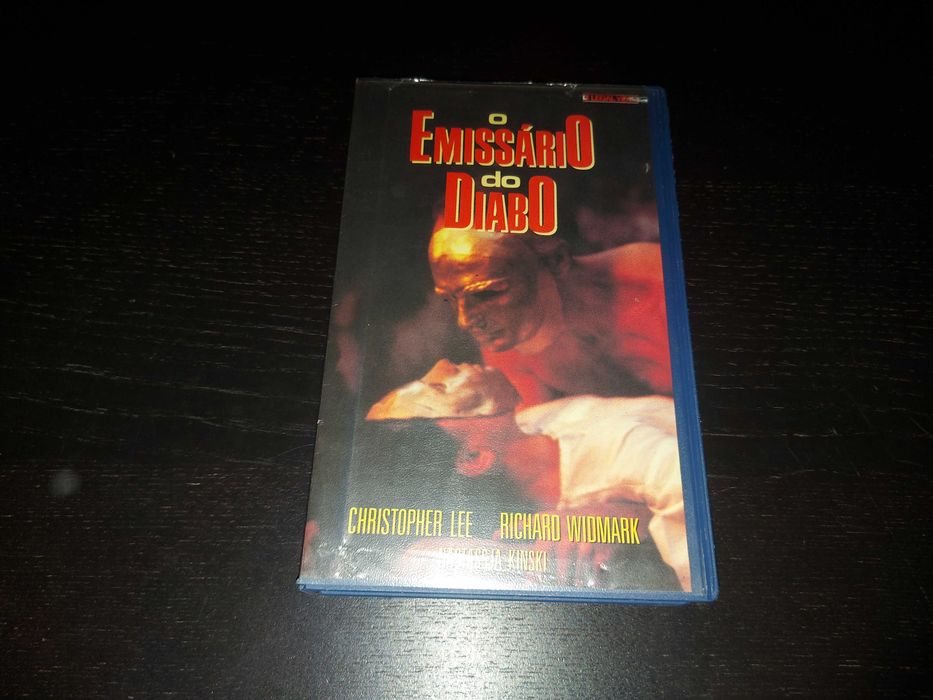 O
EMISSÁRIO
do
DIABO
CHRISTOPHER LEE RICHARD WIDMARK
KINSKI